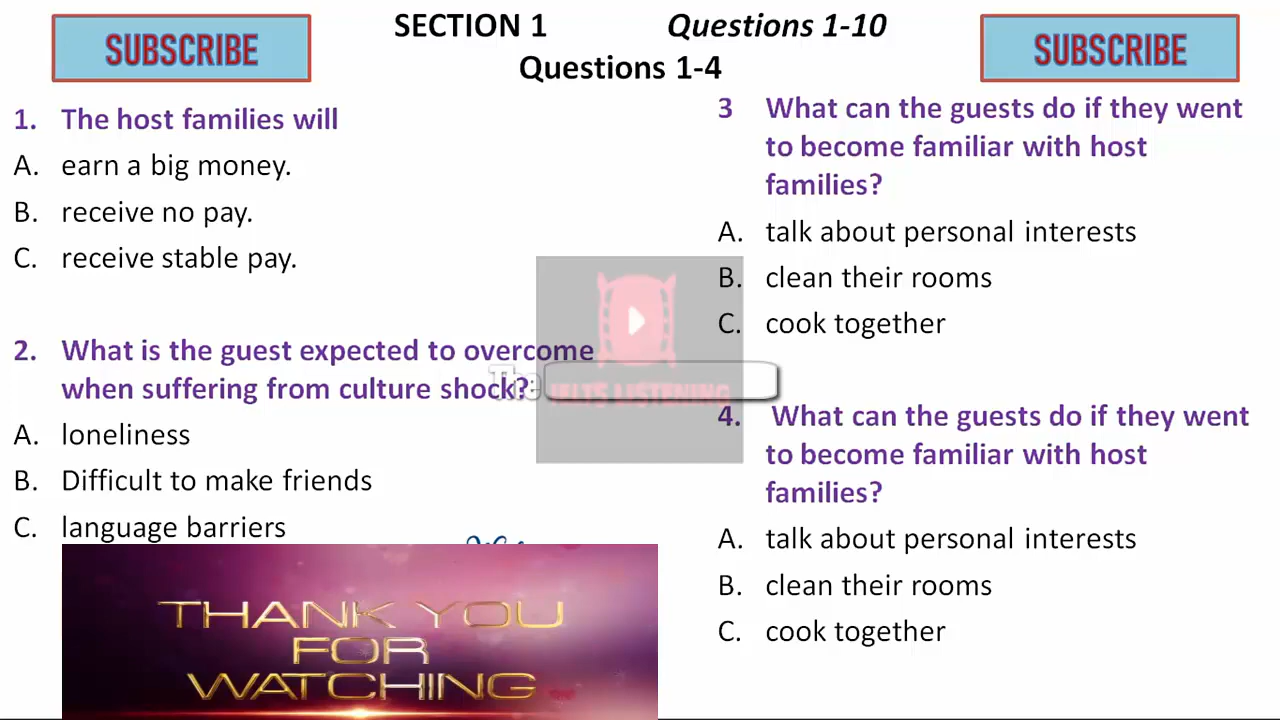 SUBSCRIBE
SECTION 1 Questions 1-10
Questions 1-4
SUBSCRIBE
1. The host families will
A. earn a big money.
B. receive no pay.
C. receive stable pay.
2. What is the guest expected to overcome
when suffering from culture shock?
A. loneliness
B. Difficult to make friends
C. language barriers
THANK YOU
FOR
WATCHING
The
IELTS LISTENING
3 What can the guests do if they went
to become familiar with host
families?
A. talk about personal interests
B. clean their rooms
C. cook together
4. What can the guests do if they went
to become familiar with host
families?
A. talk about personal interests
B. clean their rooms
C. cook together